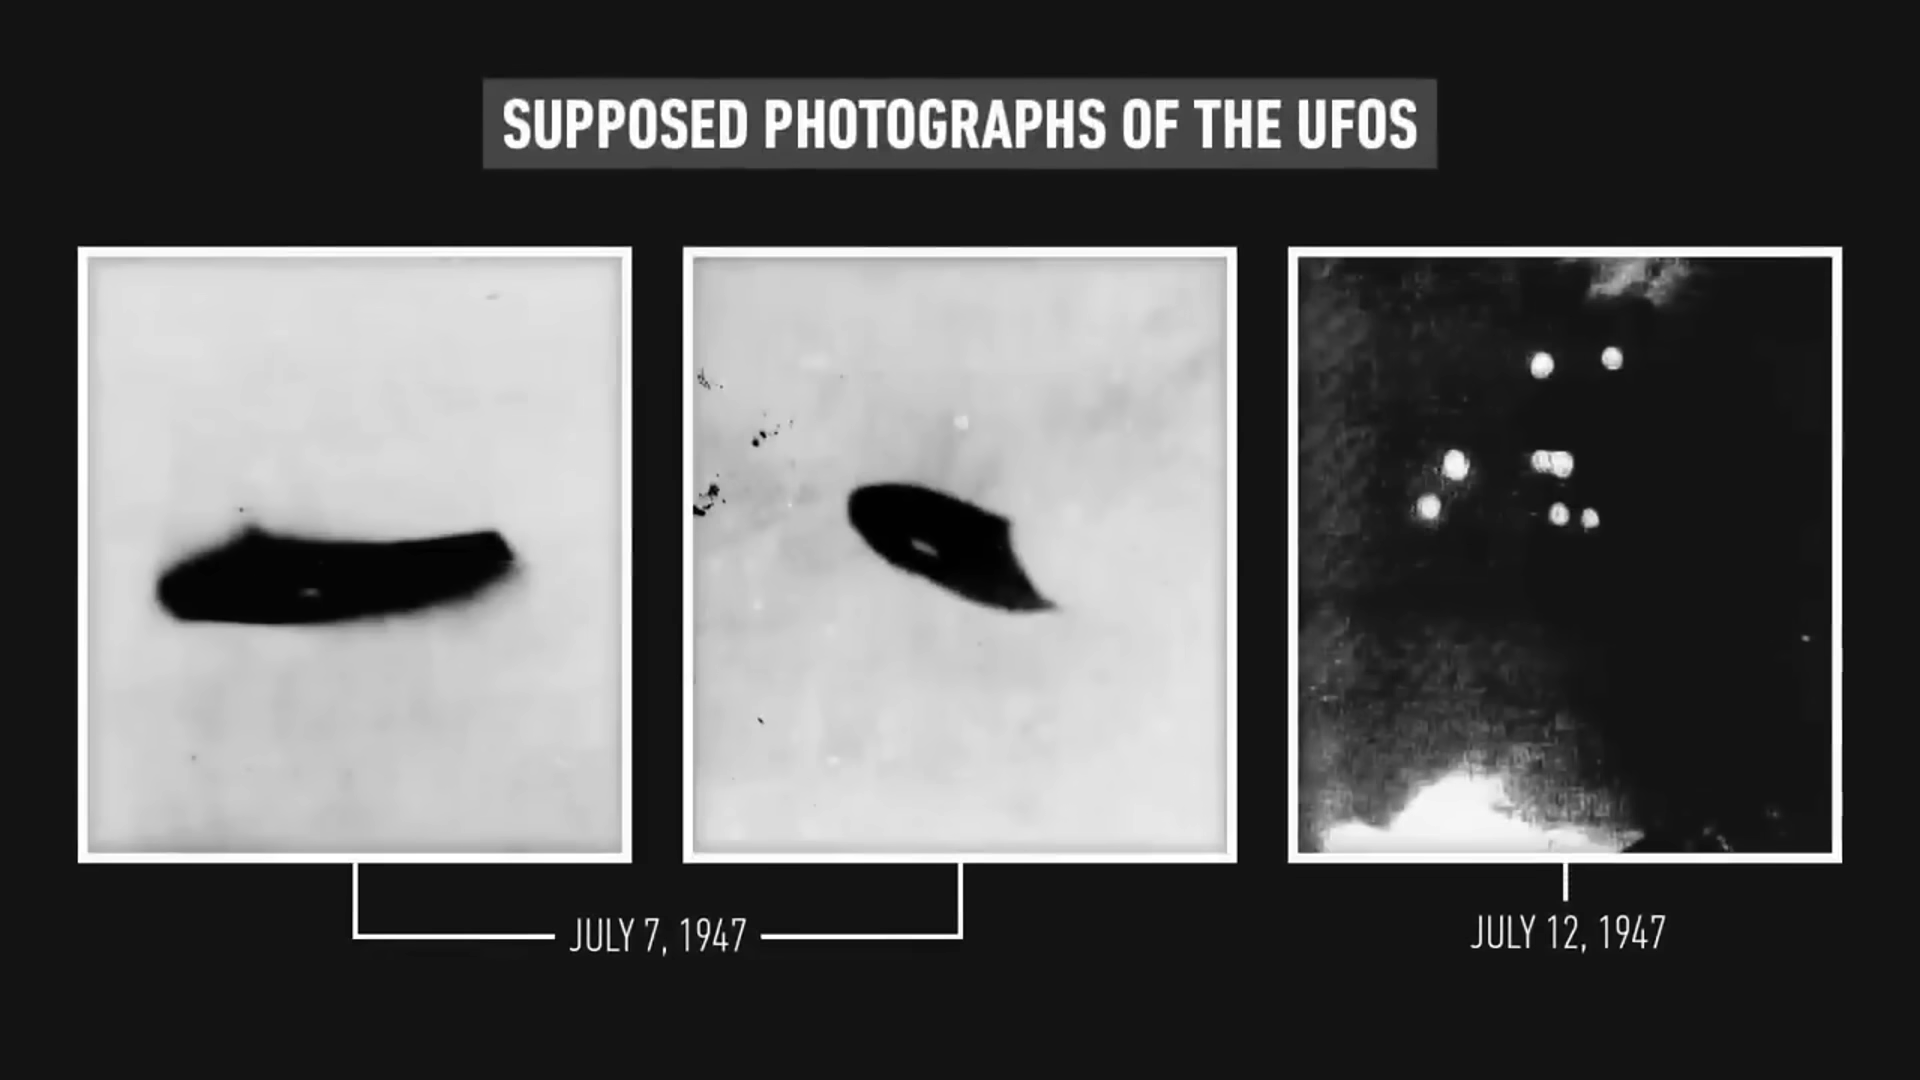 SUPPOSED PHOTOGRAPHS OF THE UFOS
JULY 7, 1947
JULY 12, 1947